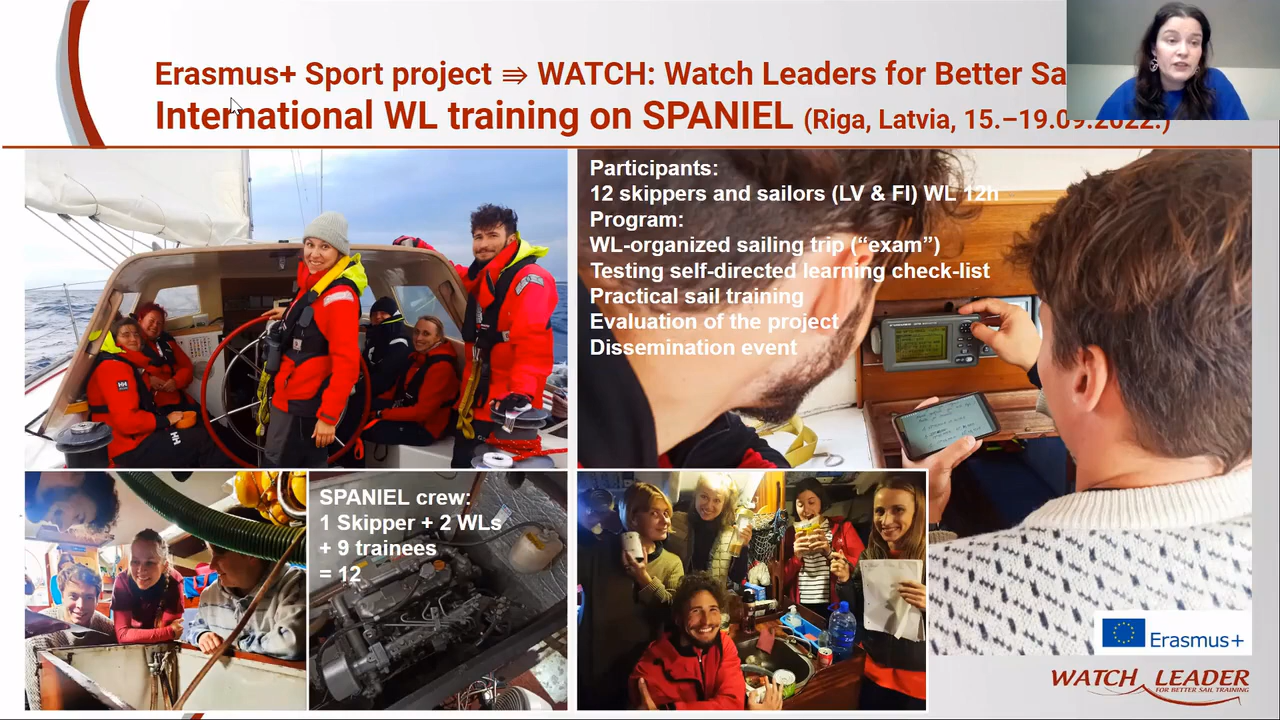 Erasmus+ Sport project ⇛ WATCH: Watch Leaders for Better Sa
International WL training on SPANIEL (Riga, Latvia, 15.–19.09.2022.)
Participants:
12 skippers and sailors (LV & FI) WL 12h
Program:
WL-organized sailing trip (“exam”)
Testing self-directed learning check-list
Practical sail training
Evaluation of the project
Dissemination event
SPANIEL crew:
1 Skipper + 2 WLs
+ 9 trainees
= 12
HH
Erasmus+
WATCH LEADER
FOR BETTER SAIL TRAINING